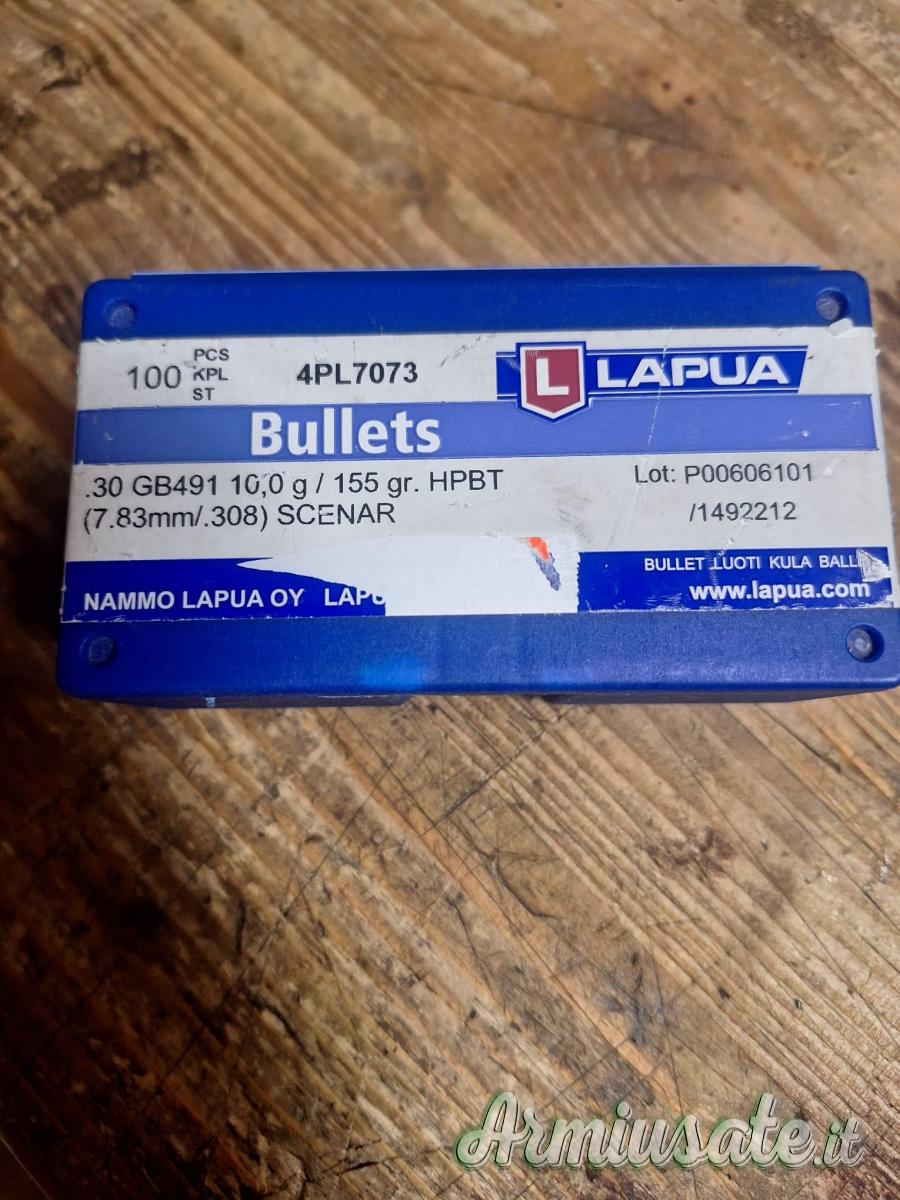 100 PCS KPL ST
4PL7073
L LAPUA
Bullets
.30 GB491 10,0 g / 155 gr. HPBT
(7.83mm/.308) SCENAR
Lot: P00606101
/1492212
BULLET LUOTI KULA
NAMMO LAPUA OY
www.lapua.com
Armiusate.it